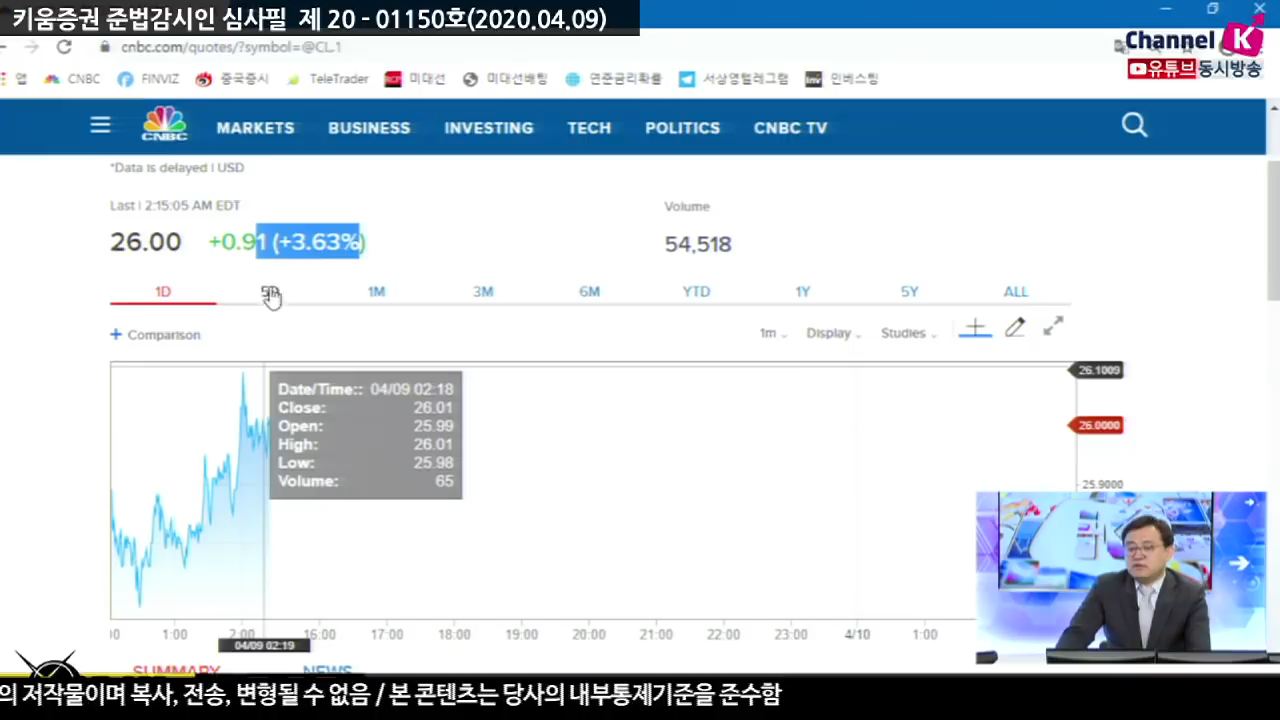 키움증권 준법감시인 심사필 제 20 - 01150호(2020.04.09)
Channel K
유튜브동시방송
cnbc.com/quotes/?symbol=@CL.1
앱 CNBC FINVIZ 중국증시 TeleTrader 미대선 미대선배팅 연준금리확률 서상영텔레그램 inv 인버스팅
CNBC MARKETS BUSINESS INVESTING TECH POLITICS CNBC TV
*Data is delayed | USD
Last | 2:15:05 AM EDT Volume
26.00 +0.91 (+3.63%) 54,518
1D 5D 1M 3M 6M YTD 1Y 5Y ALL
+ Comparison 1m Display Studies
26.1009
Date/Time:: 04/09 02:18
Close: 26.01
Open: 25.99
High: 26.01
Low: 25.98
Volume: 65
26.0000
25.9000
1:00 2:00 16:00 17:00 18:00 19:00 20:00 21:00 22:00 23:00 4/10 1:00
04/09 02:19
SUMMARY NEWS
의 저작물이며 복사, 전송, 변형될 수 없음 / 본 콘텐츠는 당사의 내부통제기준을 준수함